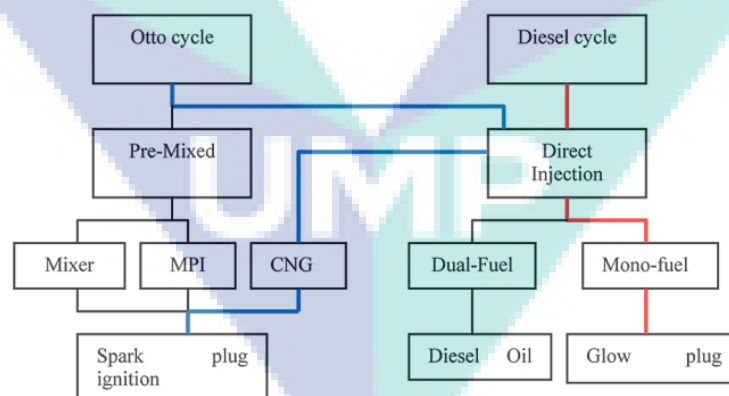 Otto cycle
Diesel cycle
Pre-Mixed
Direct
Injection
UMP
Mixer
MPI
CNG
Dual-Fuel
Mono-fuel
Spark plug
ignition
Diesel Oil
Glow plug